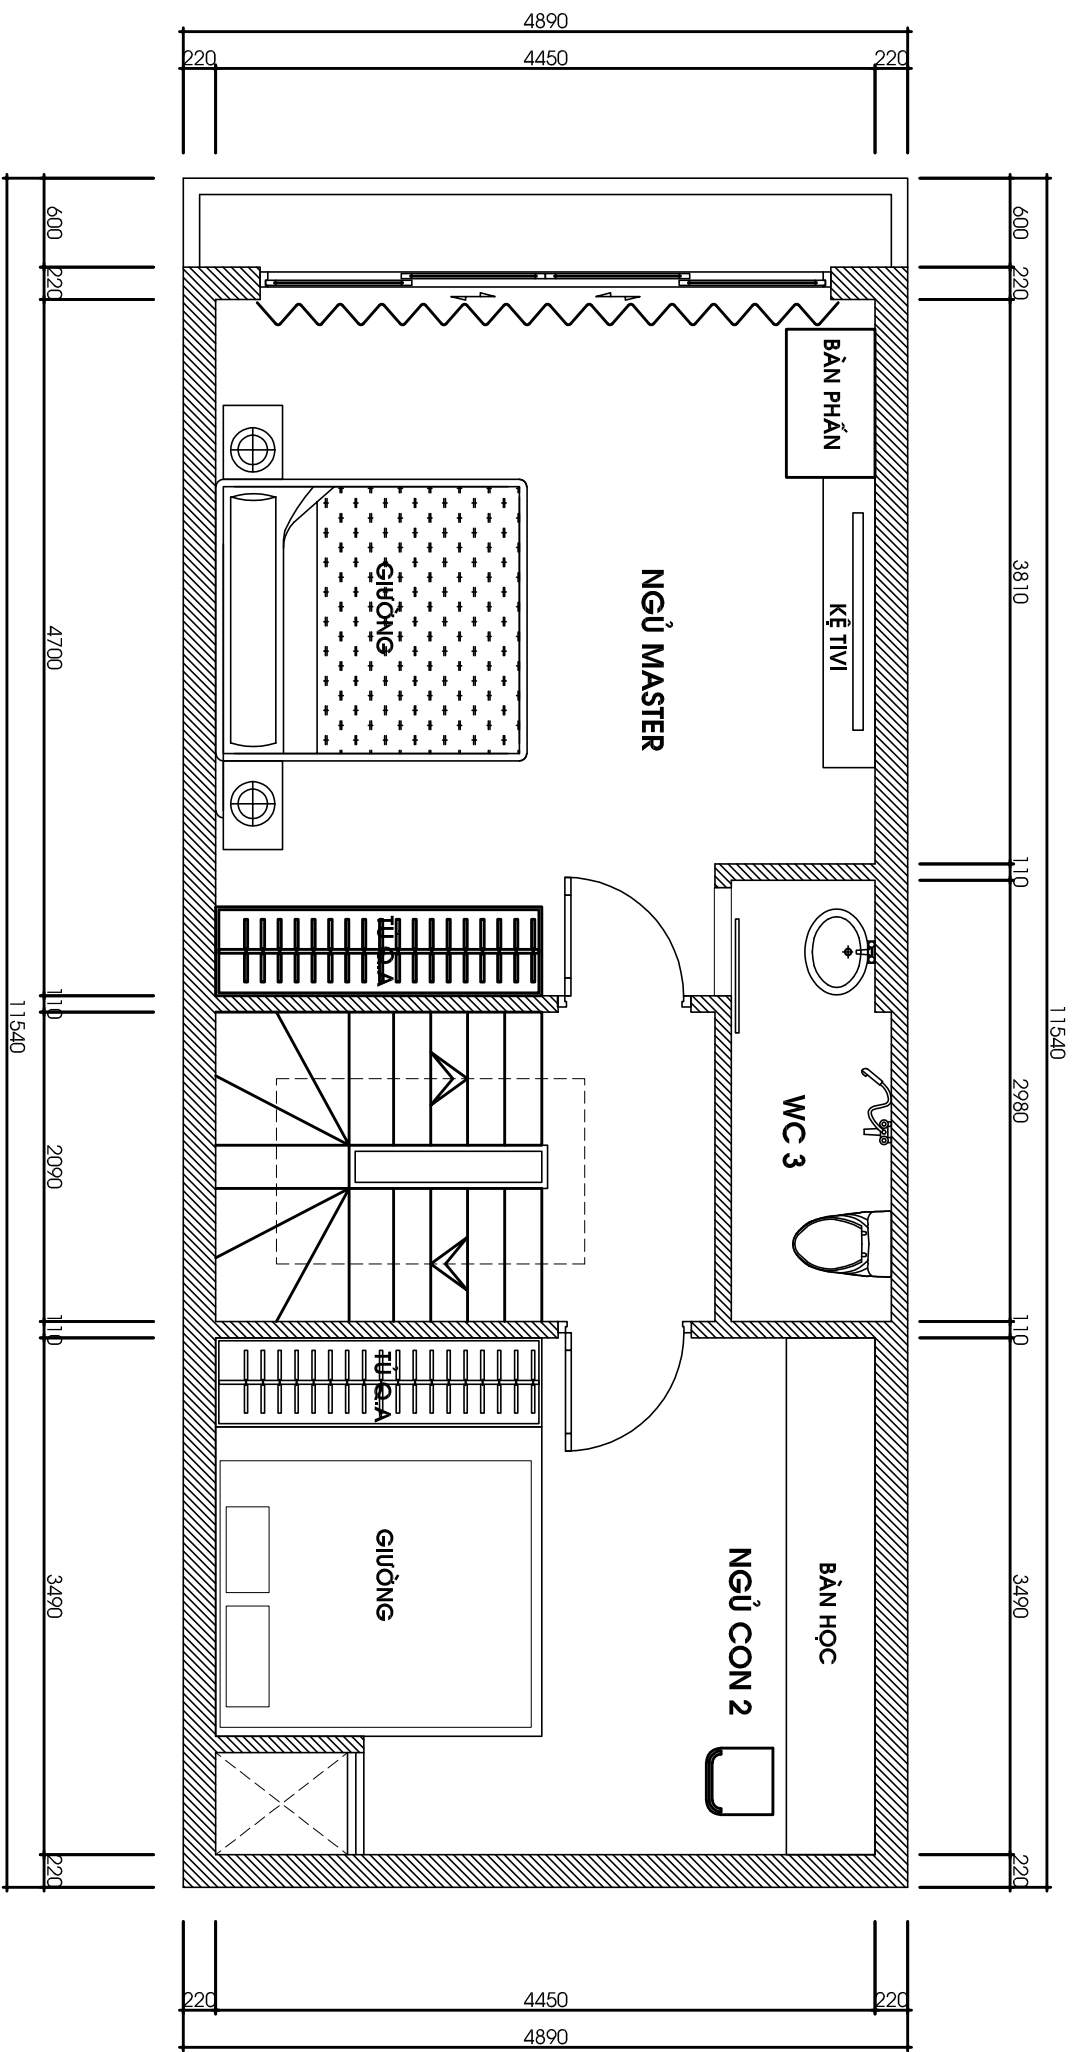 4890
220
4450
220
600
220
4700
110
2090
110
3490
220
11540
600
220
3810
110
2980
110
3490
220
11540
BÀN PHẤN
KỆ TIVI
NGỦ MASTER
GIƯỜNG
TỦ Q.A
WC 3
TỦ Q.A
GIƯỜNG
NGỦ CON 2
BÀN HỌC
220
4450
220
4890